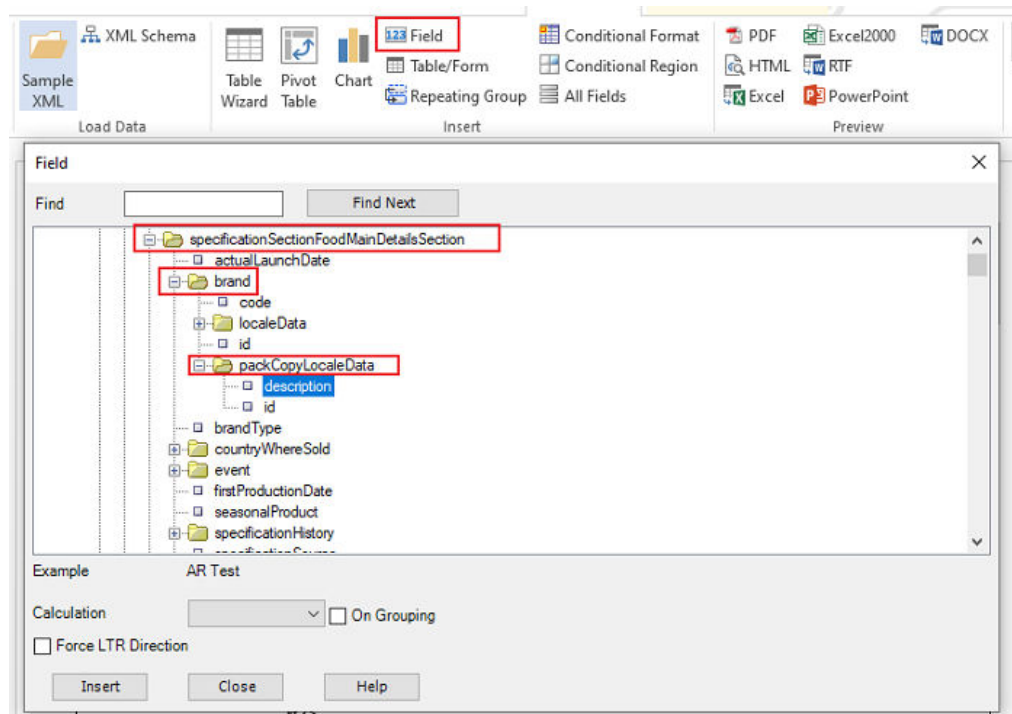 XML Schema
Sample XML
Load Data
Table Wizard
Pivot Table
Chart
123 Field
Table/Form
Repeating Group
Conditional Format
Conditional Region
All Fields
Insert
PDF
Excel2000
DOCX
HTML
RTF
Excel
PowerPoint
Preview
Field
Find
Find Next
specificationSectionFoodMainDetailsSection
actualLaunchDate
brand
code
localeData
id
packCopyLocaleData
description
id
brandType
countryWhereSold
event
firstProductionDate
seasonalProduct
specificationHistory
Example AR Test
Calculation
On Grouping
Force LTR Direction
Insert
Close
Help